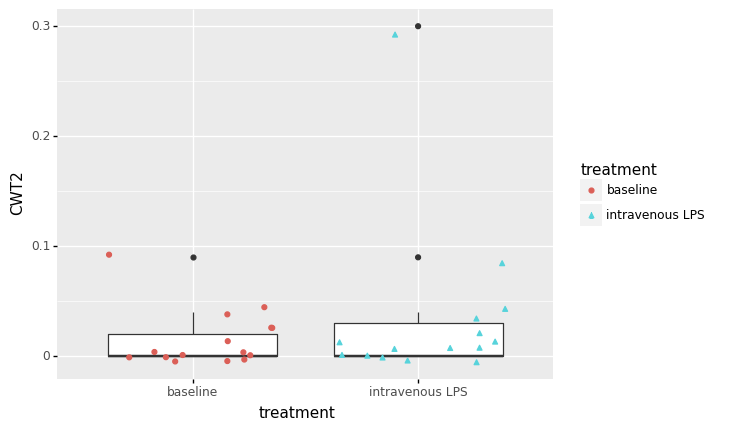 0.3
0.2
0.1
0
CWT2
baseline
intravenous LPS
treatment
treatment
baseline
intravenous LPS